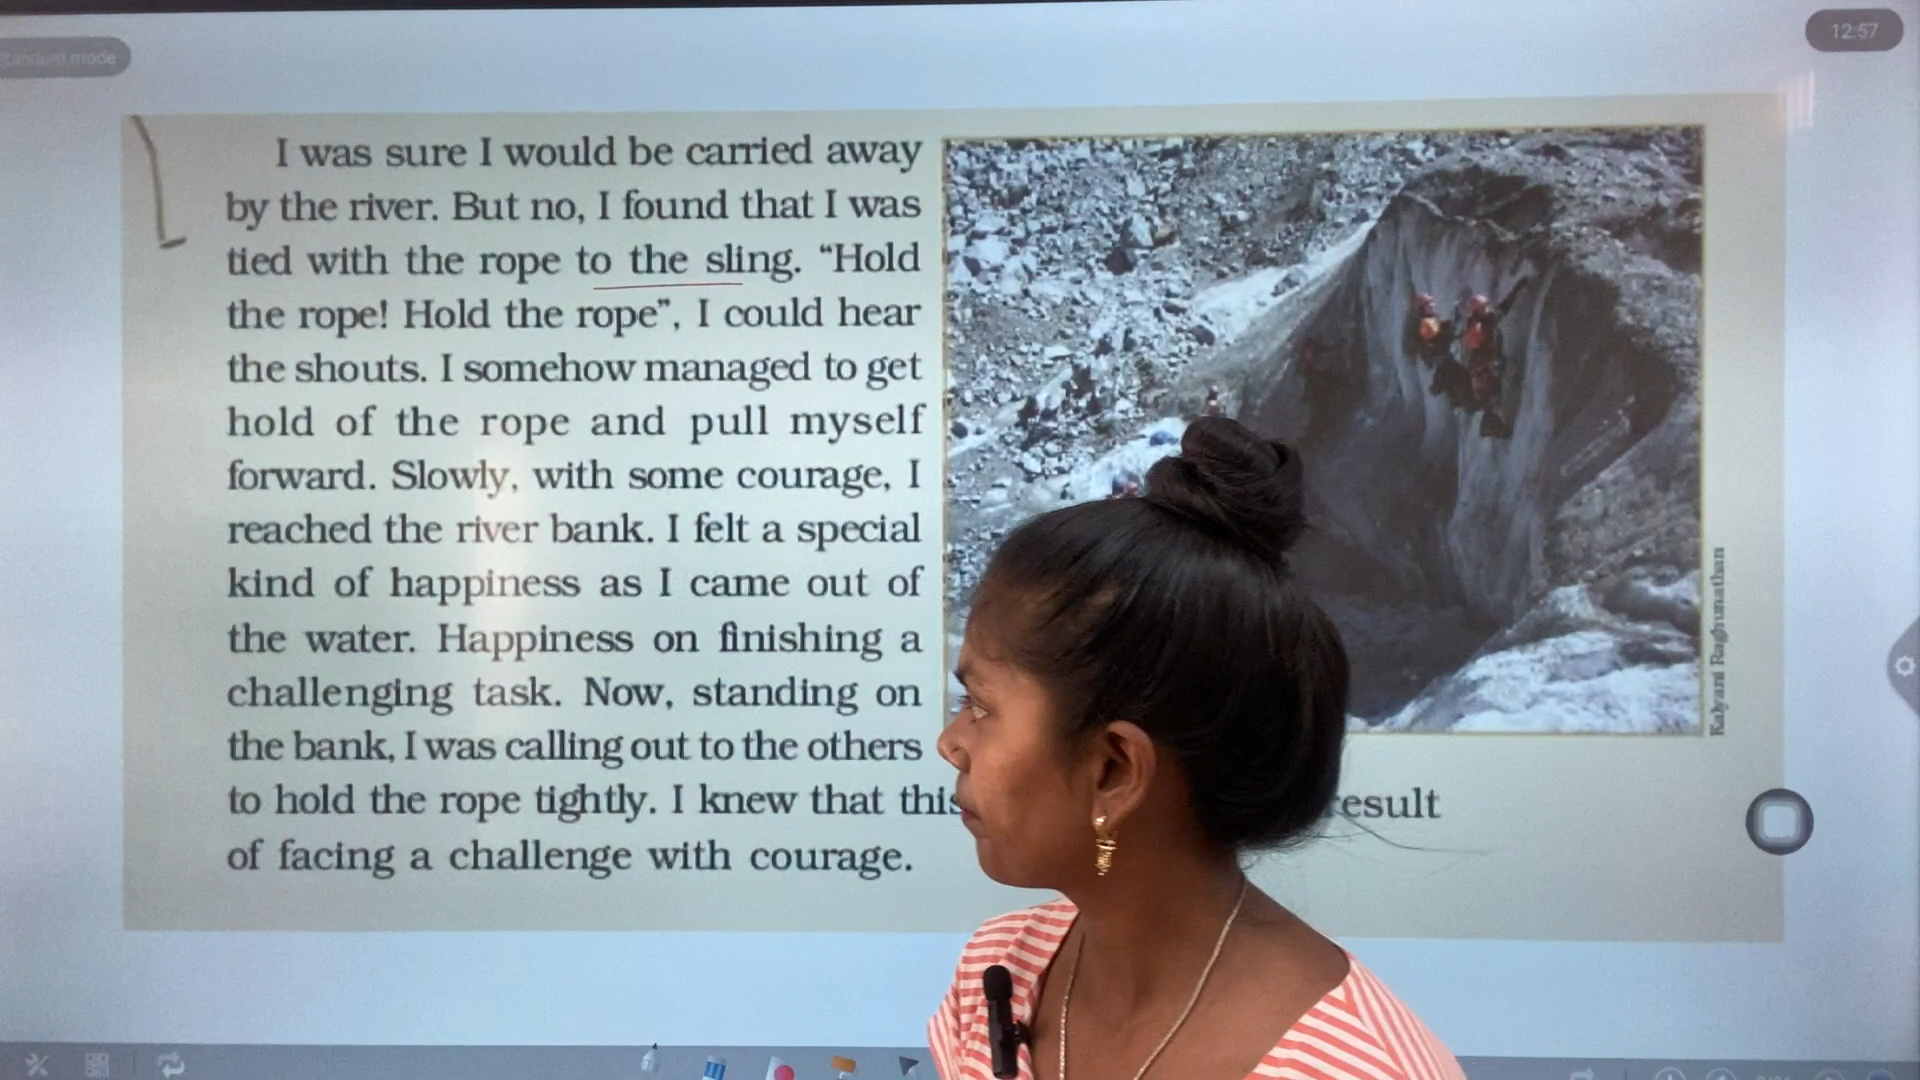 Standard mode
12:57
I was sure I would be carried away
by the river. But no, I found that I was
tied with the rope to the sling. “Hold
the rope! Hold the rope”, I could hear
the shouts. I somehow managed to get
hold of the rope and pull myself
forward. Slowly, with some courage, I
reached the river bank. I felt a special
kind of happiness as I came out of
the water. Happiness on finishing a
challenging task. Now, standing on
the bank, I was calling out to the others
to hold the rope tightly. I knew that this result
of facing a challenge with courage.
Kalyani Raghunathan